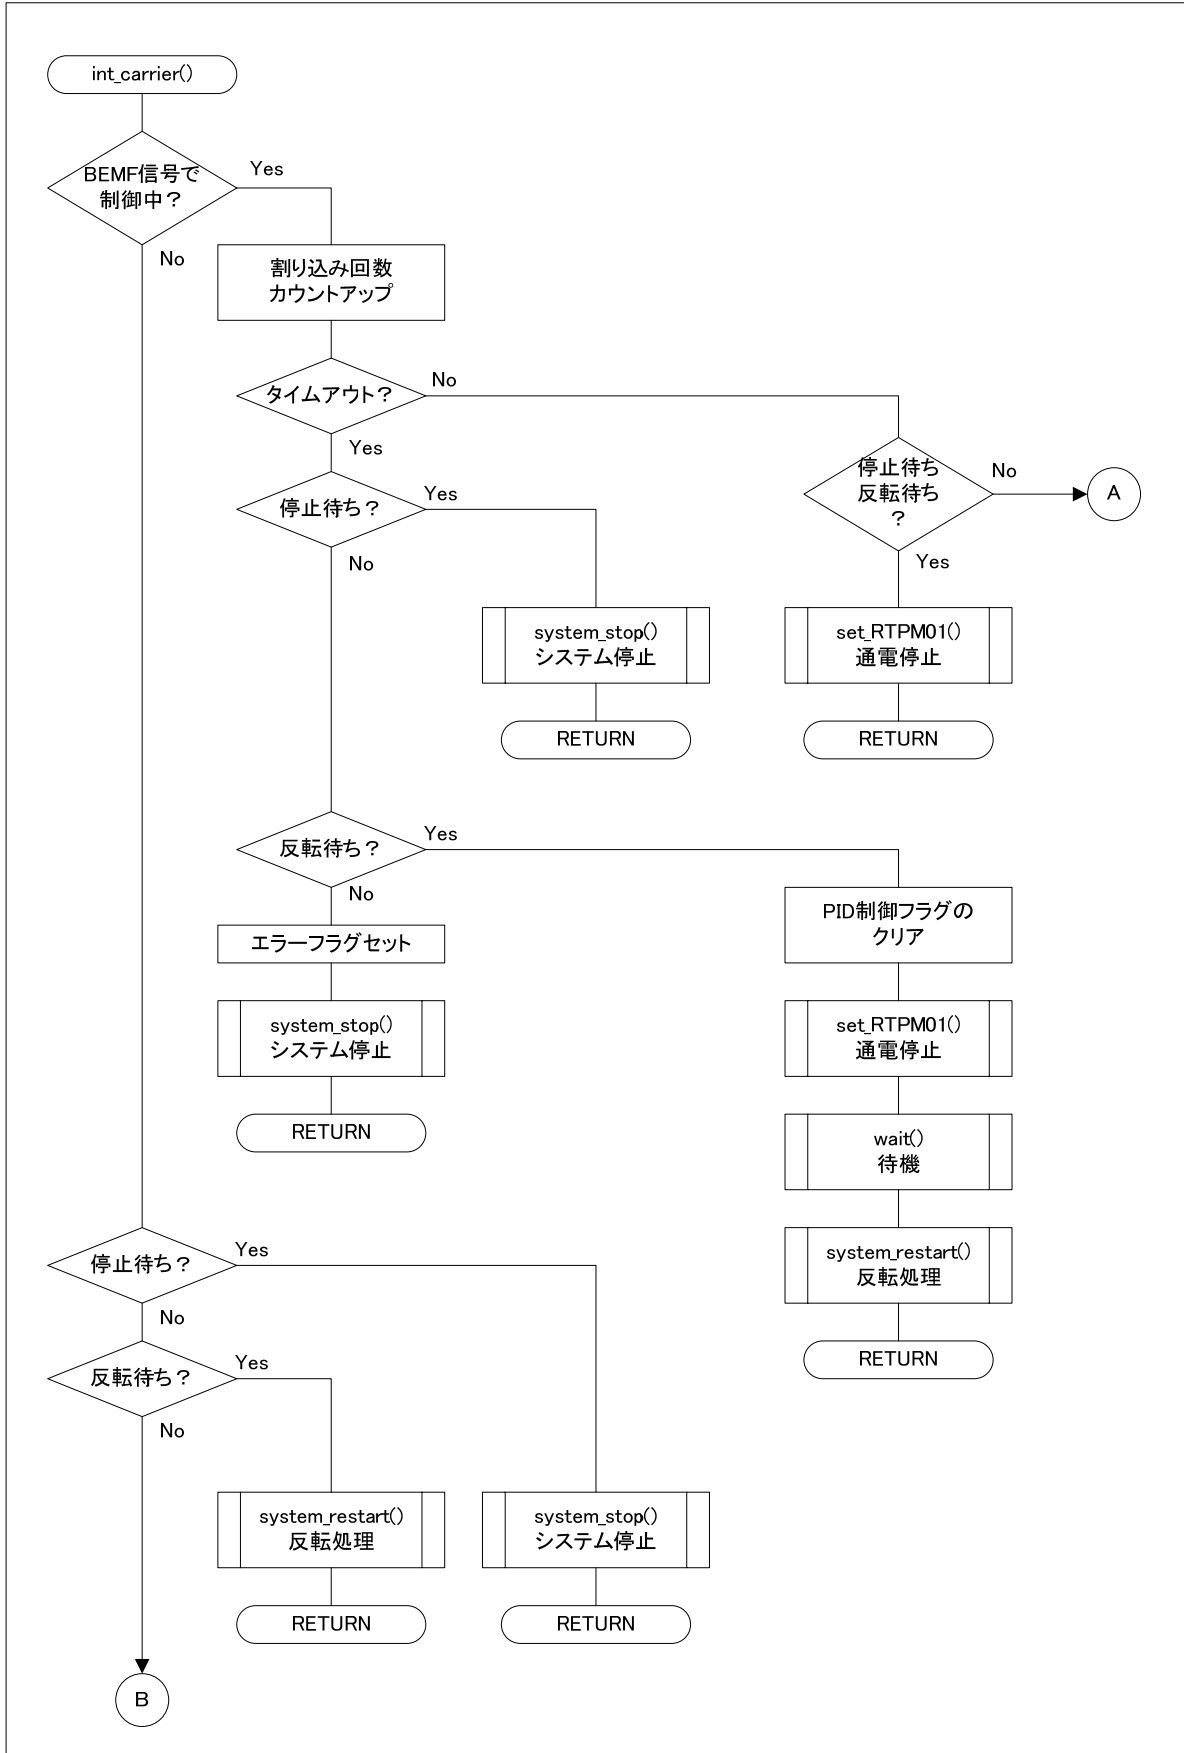 int_carrier()
BEMF信号で
制御中？
Yes
No
割り込み回数
カウントアップ
タイムアウト？
No
Yes
停止待ち
反転待ち
？
No
A
Yes
停止待ち？
Yes
No
system_stop()
システム停止
RETURN
set_RTPM01()
通電停止
RETURN
反転待ち？
Yes
No
エラーフラグセット
system_stop()
システム停止
RETURN
PID制御フラグの
クリア
set_RTPM01()
通電停止
wait()
待機
system_restart()
反転処理
RETURN
停止待ち？
Yes
No
反転待ち？
Yes
No
system_restart()
反転処理
RETURN
system_stop()
システム停止
RETURN
B